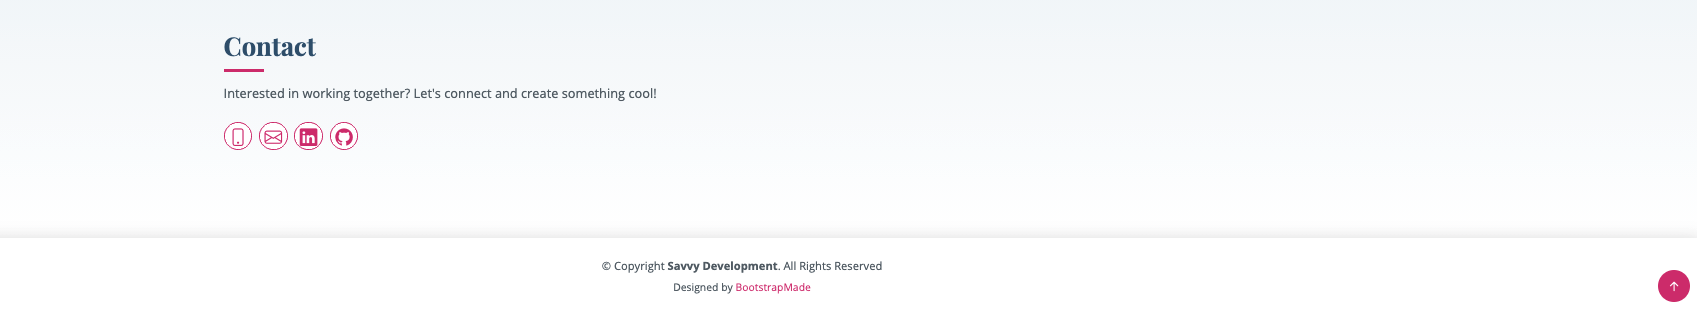 Contact
Interested in working together? Let's connect and create something cool!
in
© Copyright Savvy Development. All Rights Reserved
Designed by BootstrapMade